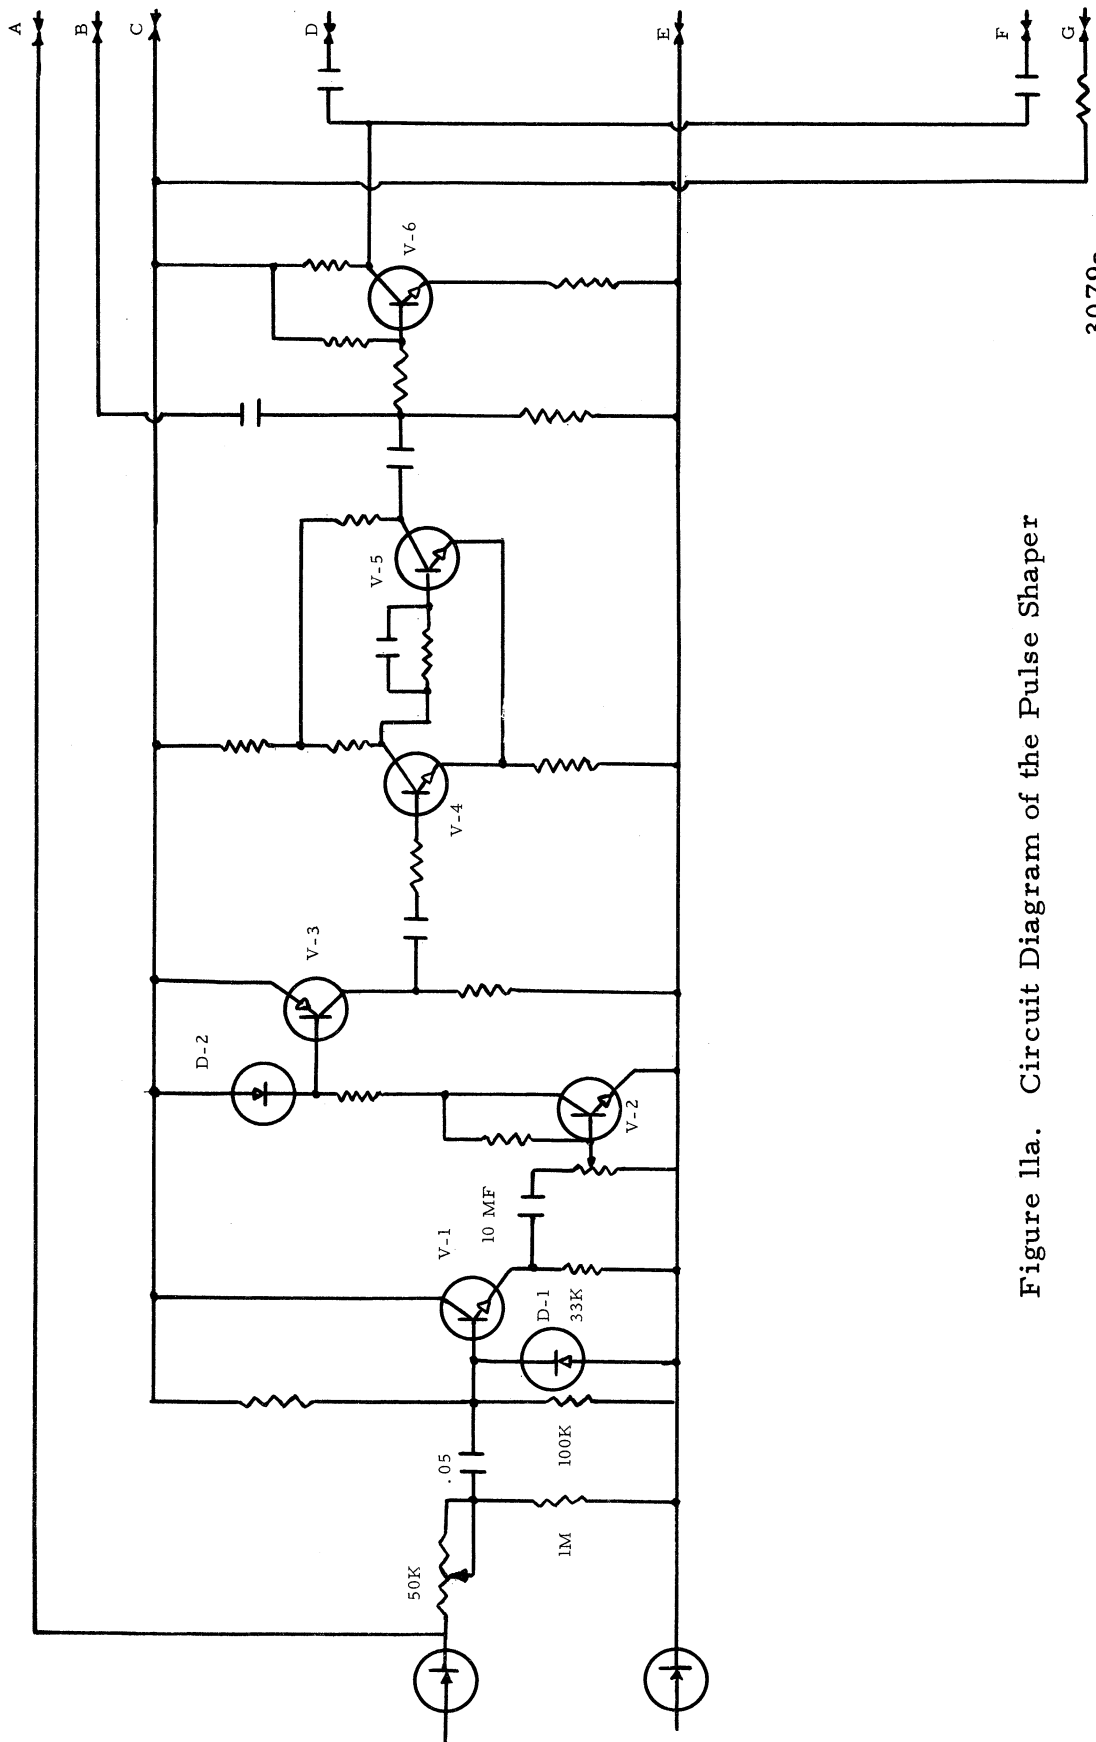 A
B
C
D
E
F
G
V-6
V-5
V-4
V-3
D-2
V-2
10 MF
V-1
D-1
33K
.05
100K
1M
50K
Figure 11a. Circuit Diagram of the Pulse Shaper